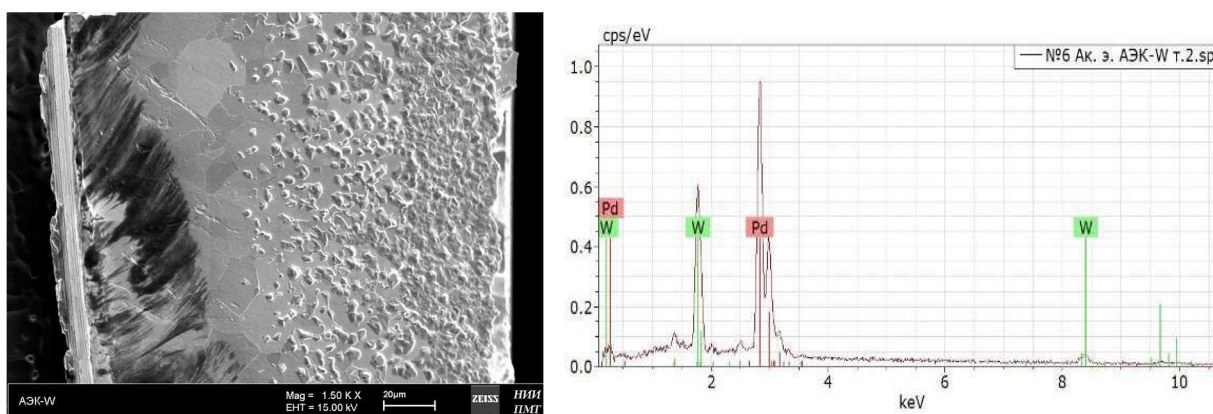 АЭК-W
Mag = 1.50 K X
EHT = 15.00 kV
20µm
ZEISS
НИИ
ПМТ
cps/eV
№6 Ак. э. АЭК-W т.2.sp
1.0
0.8
0.6
0.4
0.2
0.0
Pd
W
W
Pd
W
2
4
6
8
10
keV